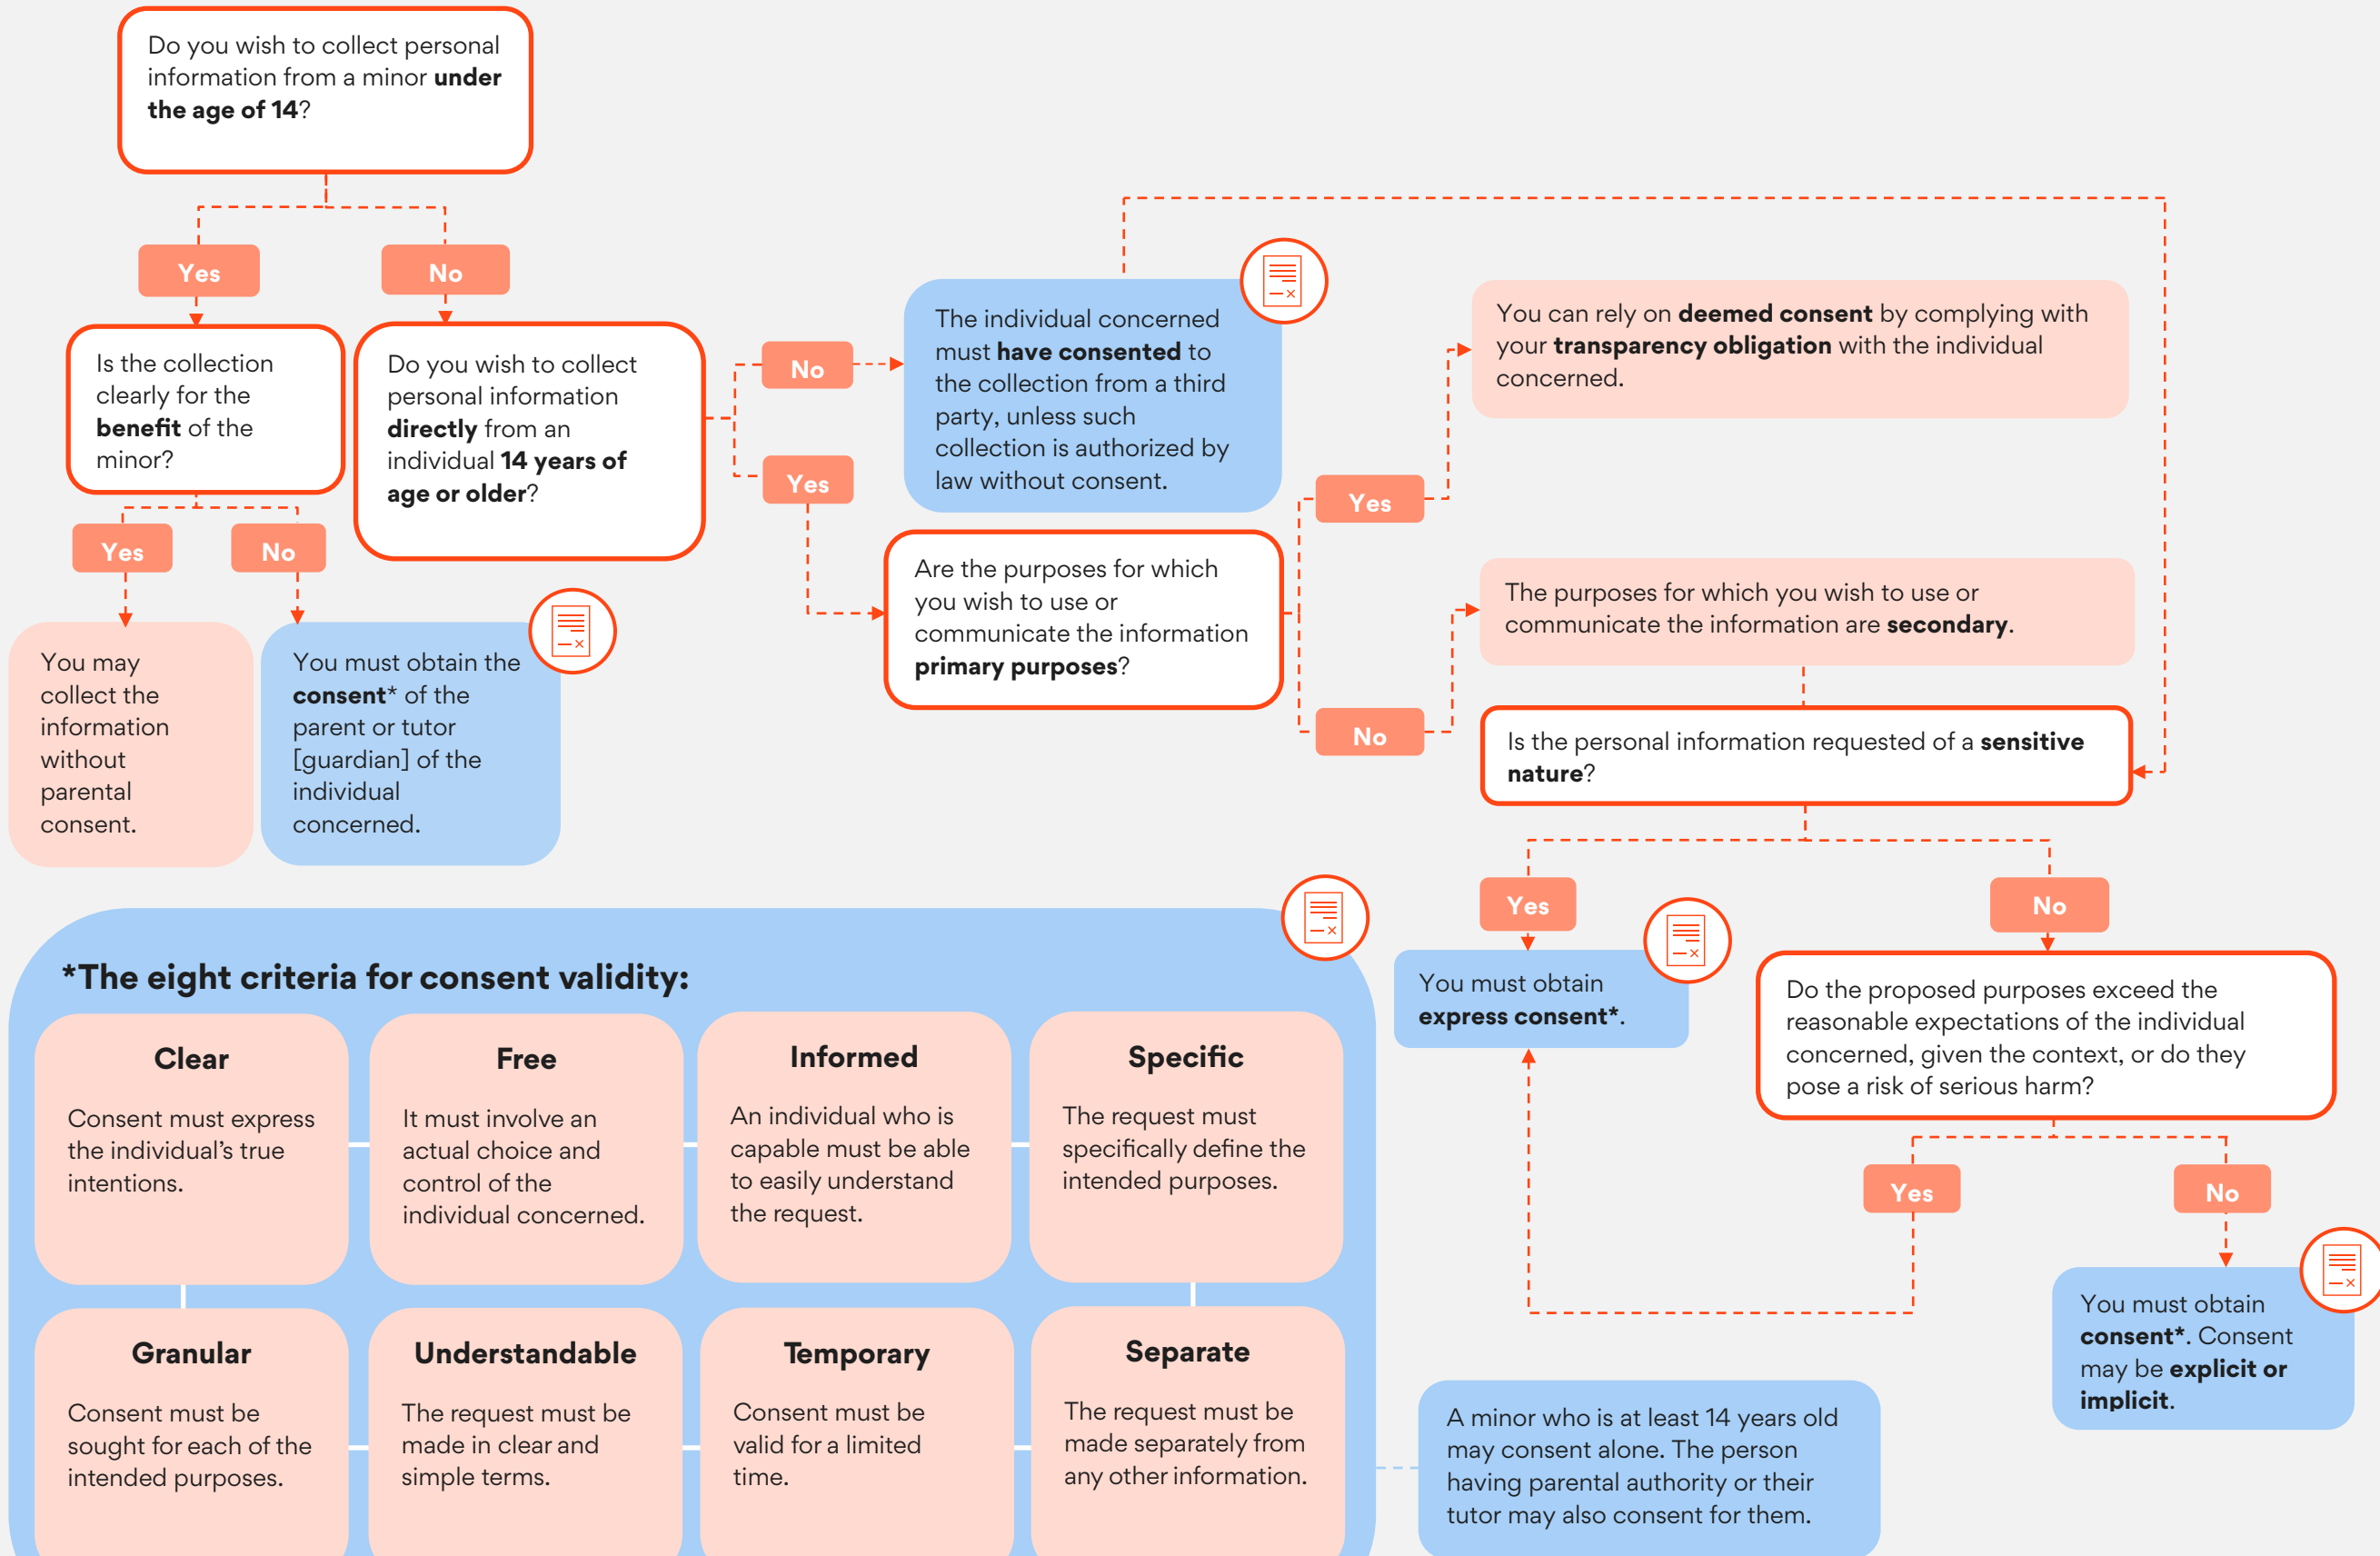 Do you wish to collect personal
information from a minor under
the age of 14?
Yes
No
Is the collection
clearly for the
benefit of the
minor?
Do you wish to collect
personal information
directly from an
individual 14 years of
age or older?
Yes
No
You may
collect the
information
without
parental
consent.
You must obtain the
consent* of the
parent or tutor
[guardian] of the
individual
concerned.
No
Yes
The individual concerned
must have consented to
the collection from a third
party, unless such
collection is authorized by
law without consent.
Are the purposes for which
you wish to use or
communicate the information
primary purposes?
Yes
No
You can rely on deemed consent by complying with
your transparency obligation with the individual
concerned.
The purposes for which you wish to use or
communicate the information are secondary.
Is the personal information requested of a sensitive
nature?
Yes
No
You must obtain
express consent*.
Do the proposed purposes exceed the
reasonable expectations of the individual
concerned, given the context, or do they
pose a risk of serious harm?
Yes
No
You must obtain
consent*. Consent
may be explicit or
implicit.
*The eight criteria for consent validity:
Clear
Consent must express
the individual's true
intentions.
Free
It must involve an
actual choice and
control of the
individual concerned.
Informed
An individual who is
capable must be able
to easily understand
the request.
Specific
The request must
specifically define the
intended purposes.
Granular
Consent must be
sought for each of the
intended purposes.
Understandable
The request must be
made in clear and
simple terms.
Temporary
Consent must be
valid for a limited
time.
Separate
The request must be
made separately from
any other information.
A minor who is at least 14 years old
may consent alone. The person
having parental authority or their
tutor may also consent for them.